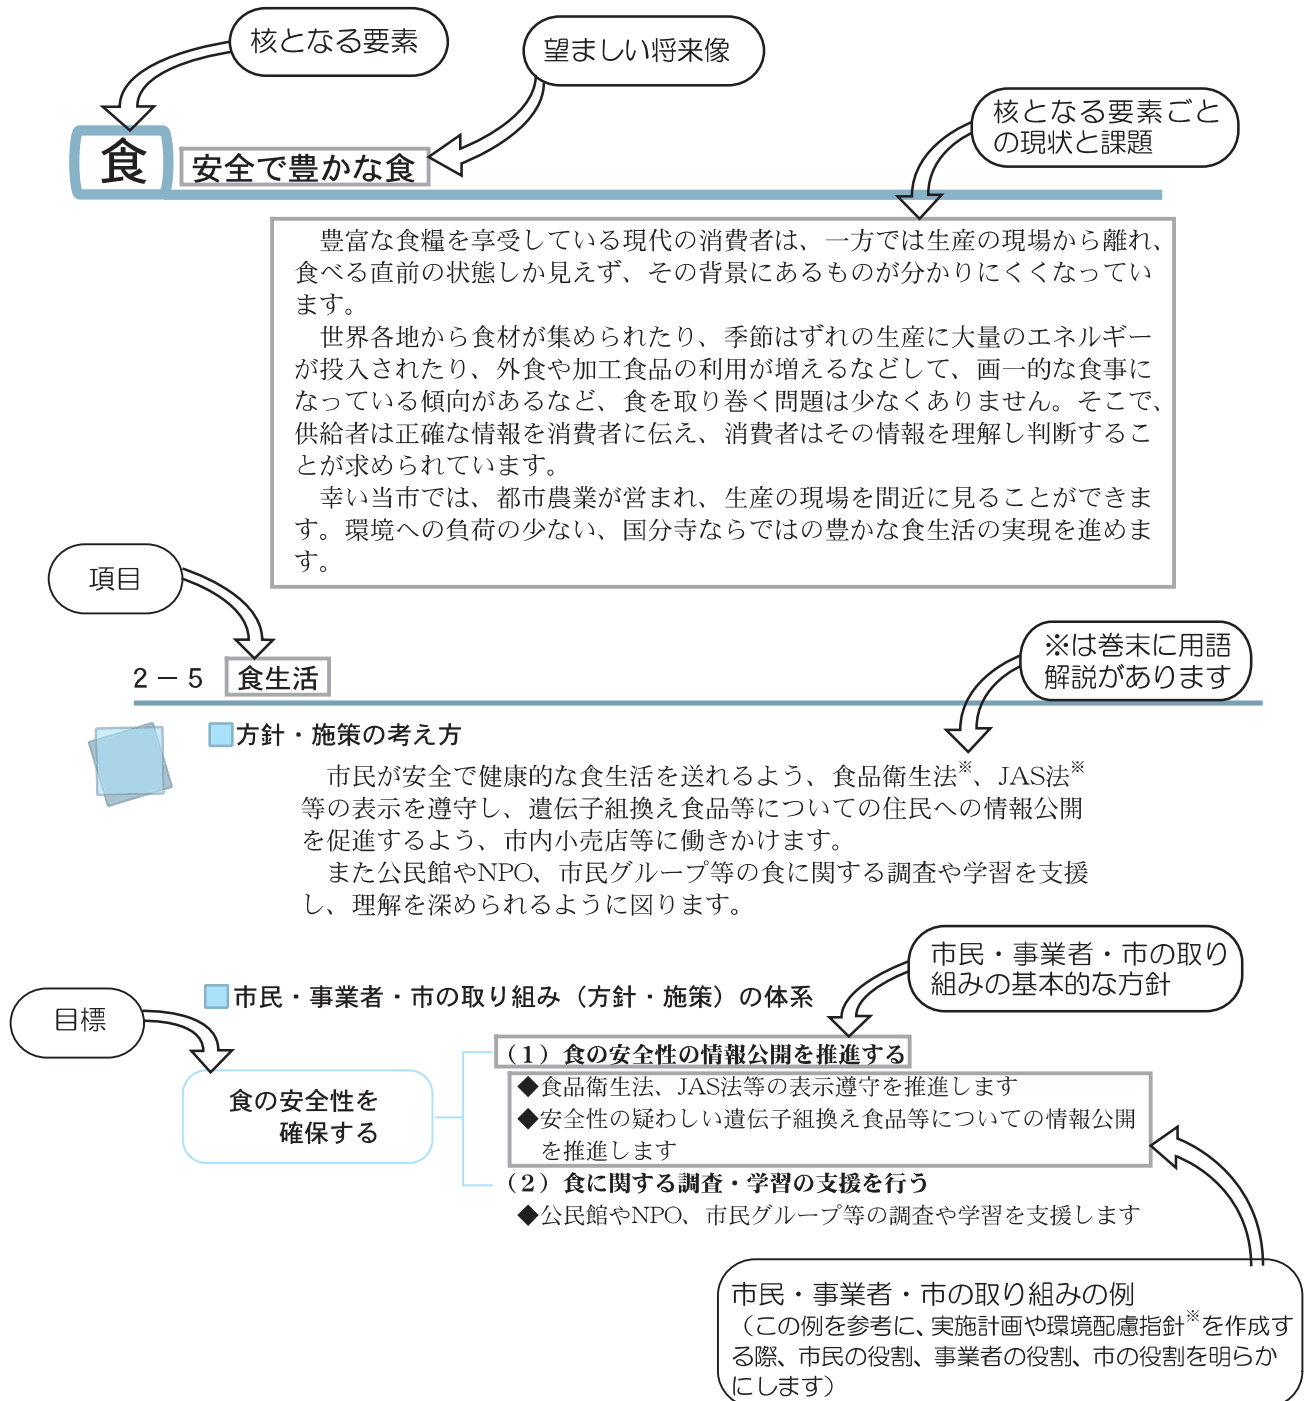 核となる要素
望ましい将来像
核となる要素ごと
の現状と課題
食
安全で豊かな食
豊富な食糧を享受している現代の消費者は、一方では生産の現場から離れ、
食べる直前の状態しか見えず、その背景にあるものが分かりにくくなってい
ます。
世界各地から食材が集められたり、季節はずれの生産に大量のエネルギー
が投入されたり、外食や加工食品の利用が増えるなどして、画一的な食事に
なっている傾向があるなど、食を取り巻く問題は少なくありません。そこで、
供給者は正確な情報を消費者に伝え、消費者はその情報を理解し判断するこ
とが求められています。
幸い当市では、都市農業が営まれ、生産の現場を間近に見ることができま
す。環境への負荷の少ない、国分寺ならではの豊かな食生活の実現を進めま
す。
項目
※は巻末に用語
解説があります
2－5 食生活
方針・施策の考え方
市民が安全で健康的な食生活を送れるよう、食品衛生法※、JAS法※
等の表示を遵守し、遺伝子組換え食品等についての住民への情報公開
を促進するよう、市内小売店等に働きかけます。
また公民館やNPO、市民グループ等の食に関する調査や学習を支援
し、理解を深められるように図ります。
市民・事業者・市の取り
組みの基本的な方針
目標
市民・事業者・市の取り組み（方針・施策）の体系
食の安全性を
確保する
（1）食の安全性の情報公開を推進する
◆食品衛生法、JAS法等の表示遵守を推進します
◆安全性の疑わしい遺伝子組換え食品等についての情報公開
を推進します
（2）食に関する調査・学習の支援を行う
◆公民館やNPO、市民グループ等の調査や学習を支援します
市民・事業者・市の取り組みの例
（この例を参考に、実施計画や環境配慮指針※を作成す
る際、市民の役割、事業者の役割、市の役割を明らか
にします）